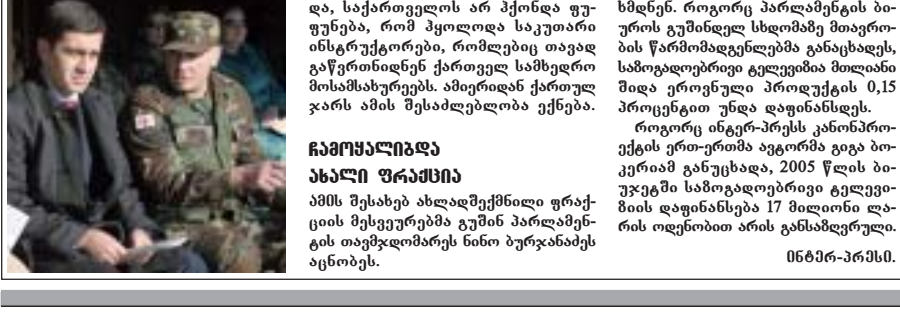 და, საქართველოს არ ჰქონდა ფუ-
ფუნება, რომ ჰყოლოდა საკუთარი
ინსტრუქტორები, რომლებიც თავად
გაწვრთნიდნენ ქართველ სამხედრო
მოსამსახურეებს. ამიერიდან ქართულ
ჯარს ამის შესაძლებლობა ექნება.
ჩამოყალიბდა
ახალი ფრაქცია
ამის შესახებ ახლადშექმნილი ფრაქ-
ციის მესვეურებმა გუშინ პარლამენ-
ტის თავმჯდომარეს ნინო ბურჯანაძეს
აცნობეს.
ხმდნენ. როგორც პარლამენტის ბი-
უროს გუშინდელ სხდომაზე მთავრო-
ბის წარმომადგენლებმა განაცხადეს,
საზოგადოებრივი ტელევიზია მთლიანი
შიდა ეროვნული პროდუქტის 0,15
პროცენტით უნდა დაფინანსდეს.
როგორც ინტერ-პრესს კანონპრო-
ექტის ერთ-ერთმა ავტორმა გიგა ბო-
კერიამ განუცხადა, 2005 წლის ბი-
უჯეტში საზოგადოებრივი ტელევი-
ზიის დაფინანსება 17 მილიონი ლა-
რის ოდენობით არის განსაზღვრული.
ინტერ-პრესი.